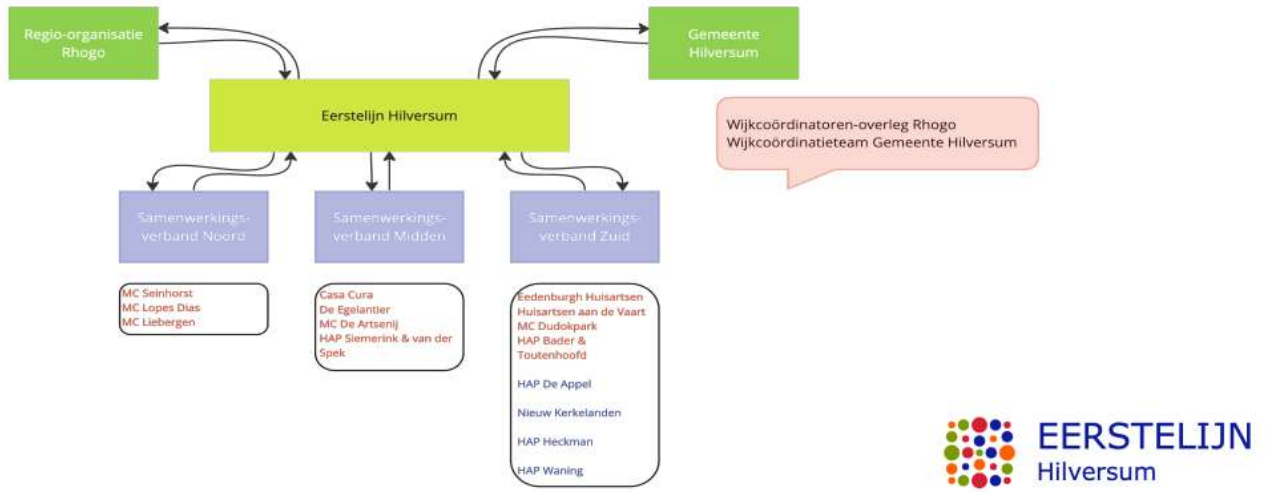 Regio-organisatie
Rhogo
Gemeente
Hilversum
Eerstelijn Hilversum
Wijkcoördinatoren-overleg Rhogo
Wijkcoördinatieteam Gemeente Hilversum
Samenwerkings-
verband Noord
Samenwerkings-
verband Midden
Samenwerkings-
verband Zuid
MC Seinhorst
MC Lopes Dias
MC Liebergen
Casa Cura
De Egelantier
MC De Artsenij
HAP Siemerink & van der
Spek
Eedenburgh Huisartsen
Huisartsen aan de Vaart
MC Dudokpark
HAP Bader &
Toutenhoofd
HAP De Appel
Nieuw Kerkelanden
HAP Heckman
HAP Waning
EERSTELIJN
Hilversum